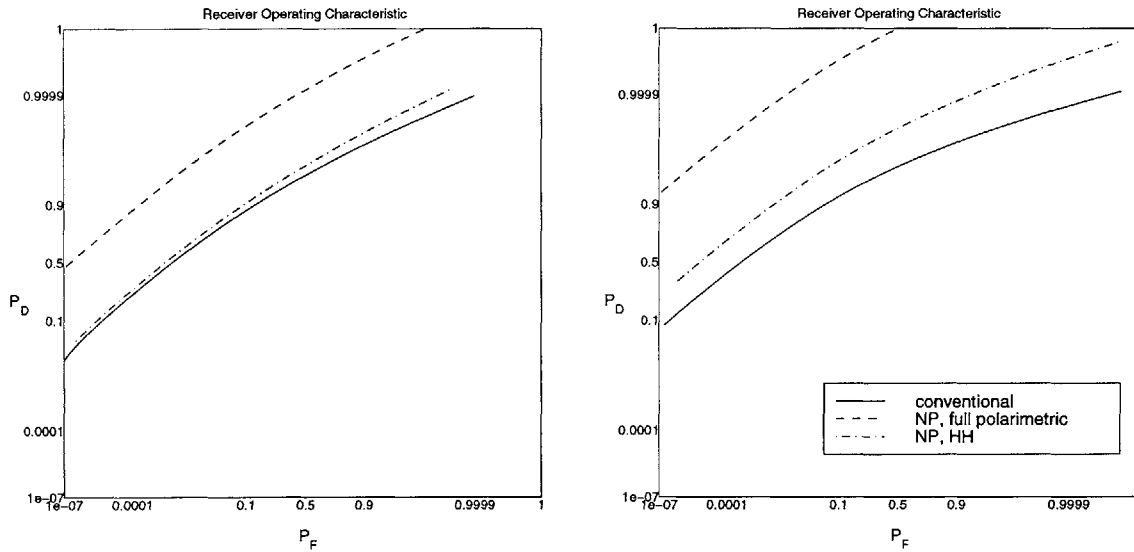 Receiver Operating Characteristic
1
0.9999
0.9
0.5
P_D
0.1
0.0001
1e-07
1e-07 0.0001 0.1 0.5 0.9 0.9999 1
P_F
Receiver Operating Characteristic
1
0.9999
0.9
0.5
P_D
0.1
conventional
NP, full polarimetric
NP, HH
0.0001
1e-07
1e-07 0.0001 0.1 0.5 0.9 0.9999
P_F